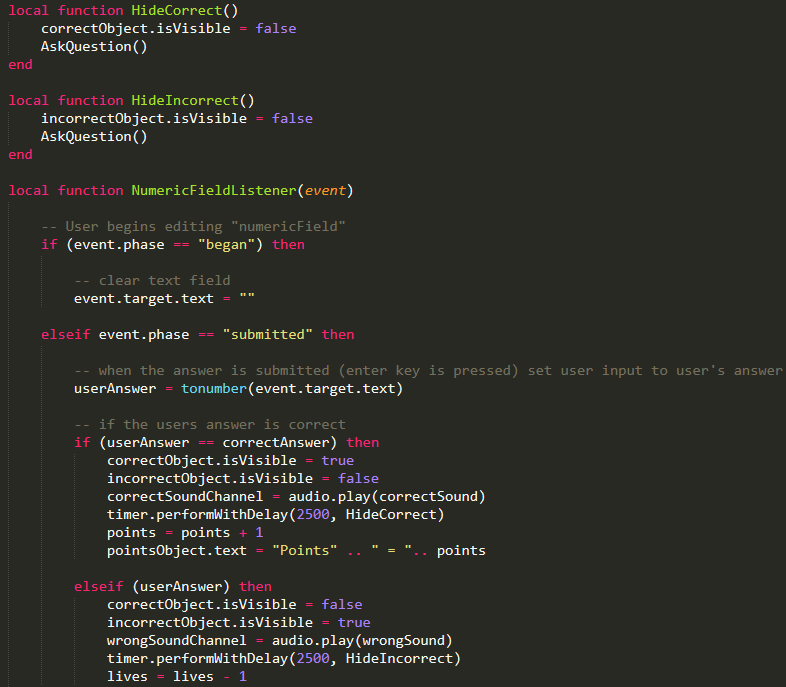 local function HideCorrect()
correctObject.isVisible = false
AskQuestion()
end
local function HideIncorrect()
incorrectObject.isVisible = false
AskQuestion()
end
local function NumericFieldListener(event)
-- User begins editing "numericField"
if (event.phase == "began") then
-- clear text field
event.target.text = ""
elseif event.phase == "submitted" then
-- when the answer is submitted (enter key is pressed) set user input to user's answer
userAnswer = tonumber(event.target.text)
-- if the users answer is correct
if (userAnswer == correctAnswer) then
correctObject.isVisible = true
incorrectObject.isVisible = false
correctSoundChannel = audio.play(correctSound)
timer.performWithDelay(2500, HideCorrect)
points = points + 1
pointsObject.text = "Points" .. " = ".. points
elseif (userAnswer) then
correctObject.isVisible = false
incorrectObject.isVisible = true
wrongSoundChannel = audio.play(wrongSound)
timer.performWithDelay(2500, HideIncorrect)
lives = lives - 1